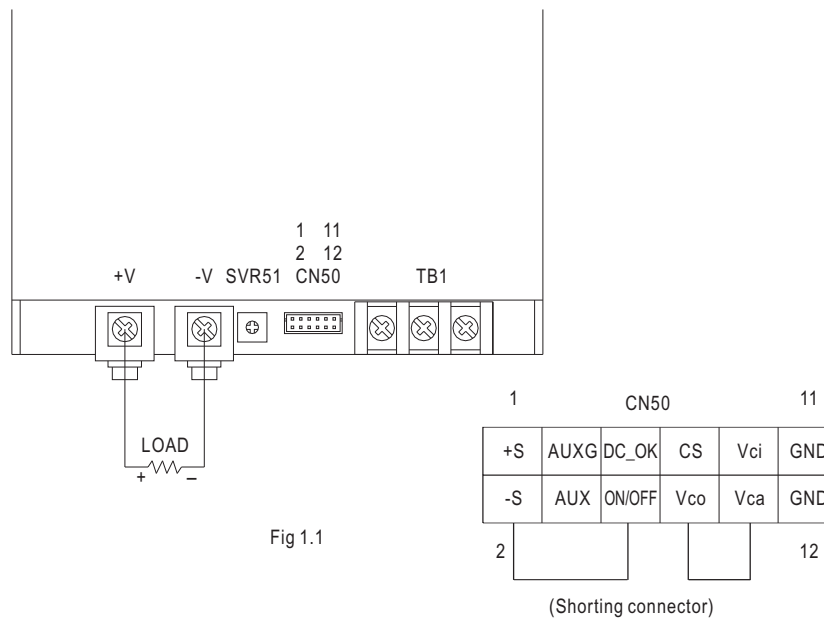 1 11
2 12
+V -V SVR51 CN50 TB1
LOAD
+ –
Fig 1.1
1 CN50 11
+S AUXG DC_OK CS Vci GND
-S AUX ON/OFF Vco Vca GND
2 12
(Shorting connector)